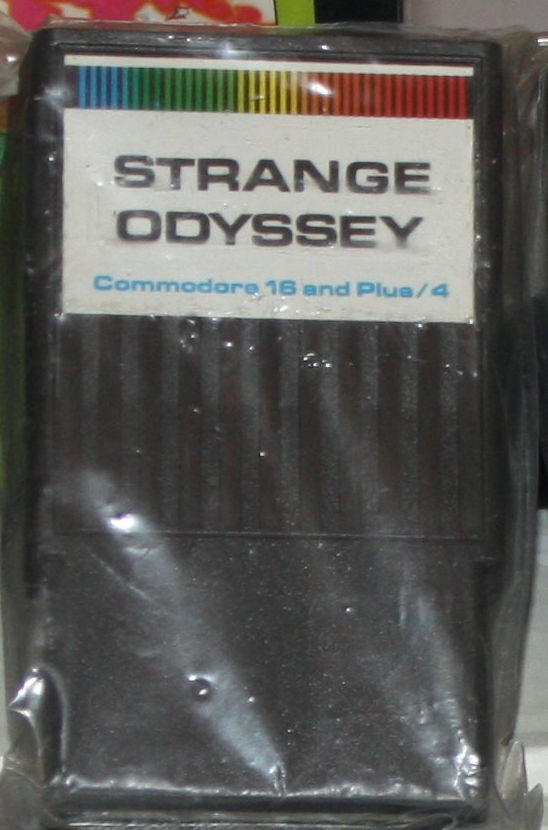 STRANGE
ODYSSEY
Commodore 16 and Plus/4